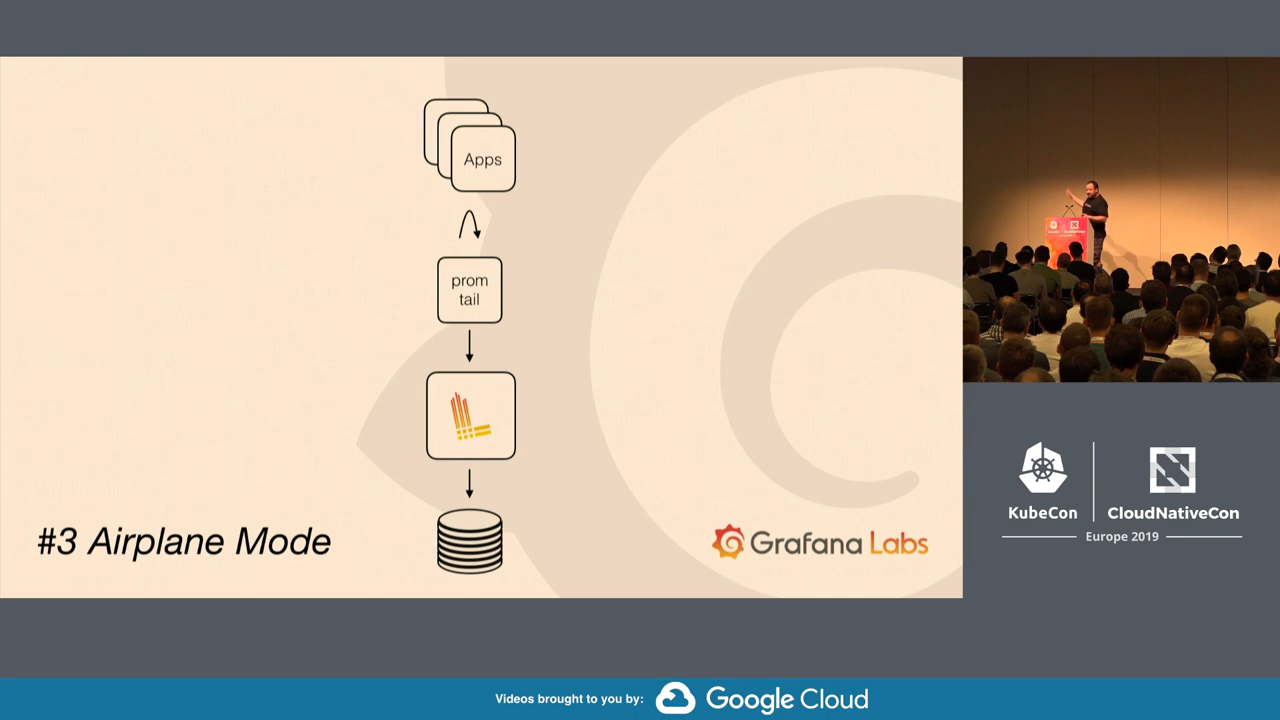 Apps
prom
tail
#3 Airplane Mode
Grafana Labs
KubeCon
CloudNativeCon
Europe 2019
Videos brought to you by:
Google Cloud